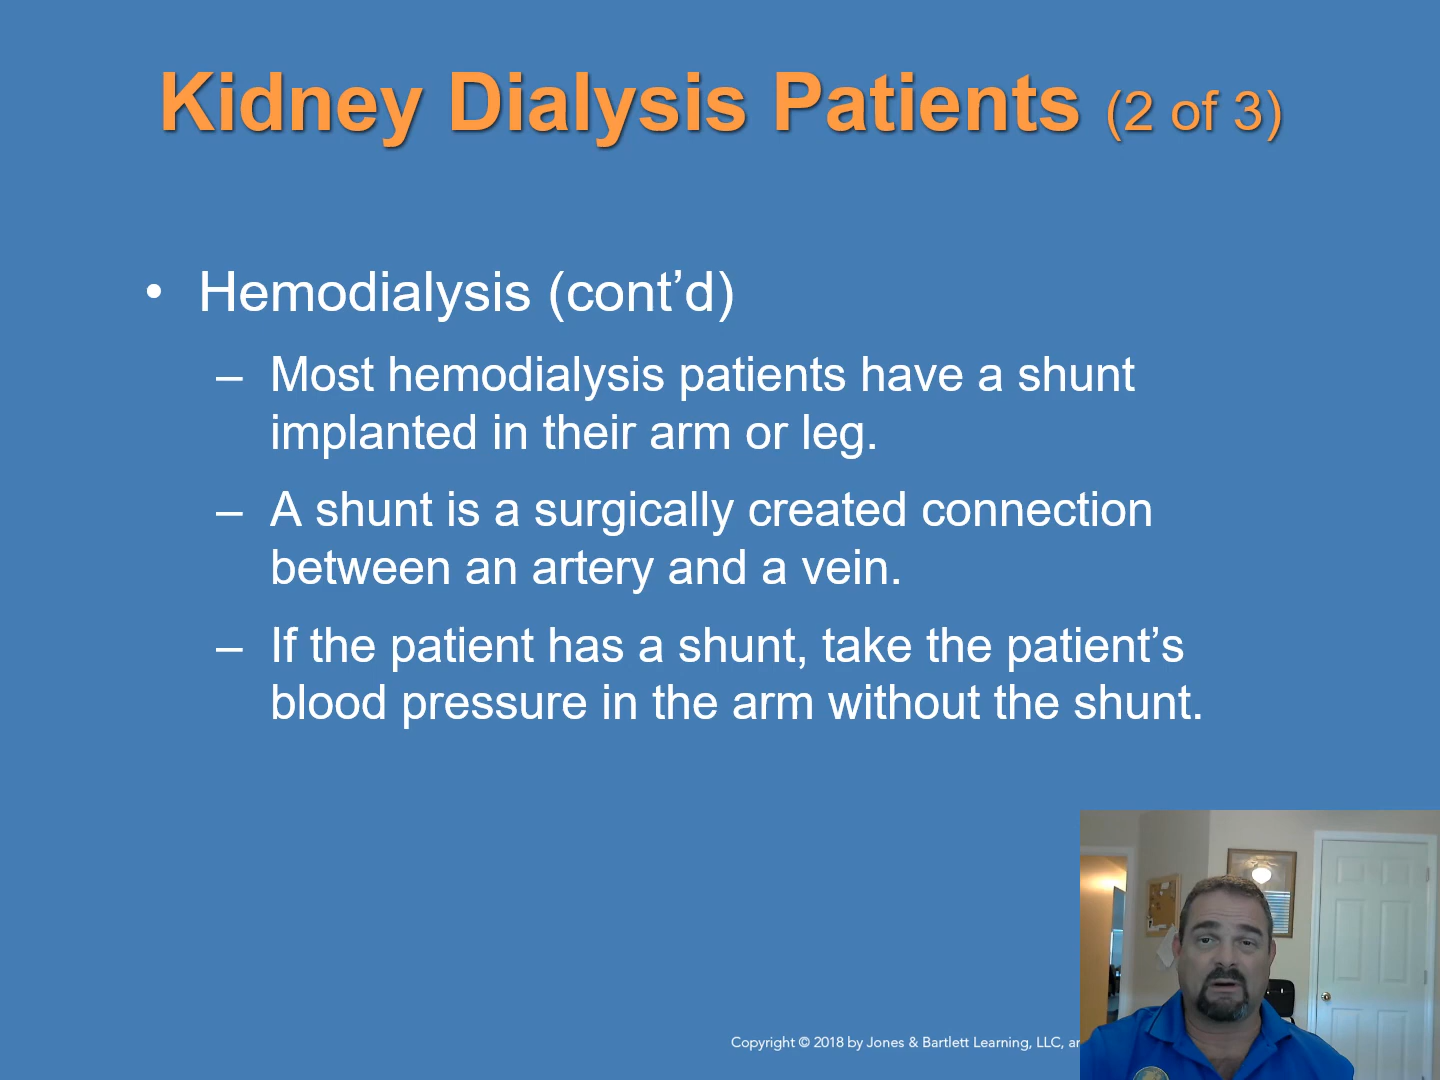 Kidney Dialysis Patients (2 of 3)
• Hemodialysis (cont’d)
– Most hemodialysis patients have a shunt
implanted in their arm or leg.
– A shunt is a surgically created connection
between an artery and a vein.
– If the patient has a shunt, take the patient’s
blood pressure in the arm without the shunt.
Copyright © 2018 by Jones & Bartlett Learning, LLC,